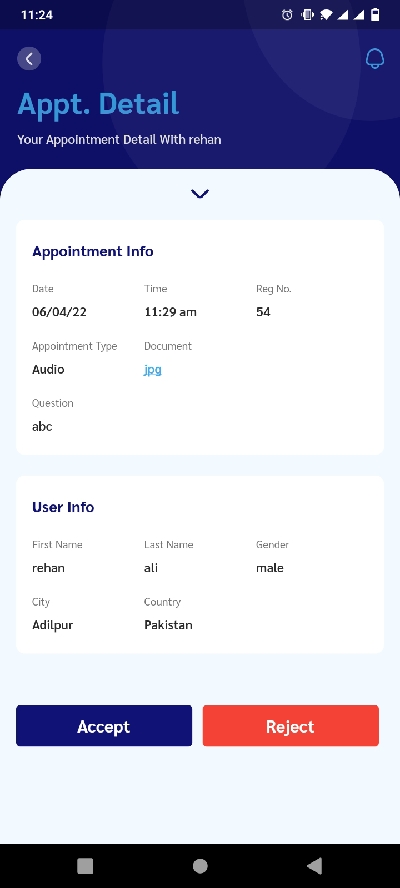 11:24
Appt. Detail
Your Appointment Detail With rehan
Appointment Info
Date Time Reg No.
06/04/22 11:29 am 54
Appointment Type Document
Audio jpg
Question
abc
User Info
First Name Last Name Gender
rehan ali male
City Country
Adilpur Pakistan
Accept Reject